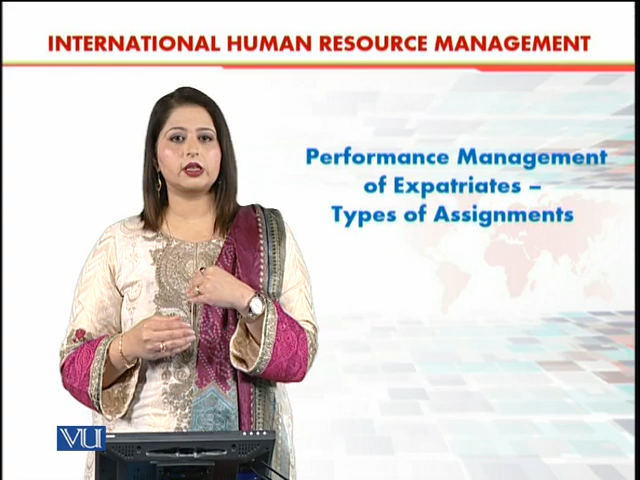 INTERNATIONAL HUMAN RESOURCE MANAGEMENT
Performance Management
of Expatriates –
Types of Assignments
VU